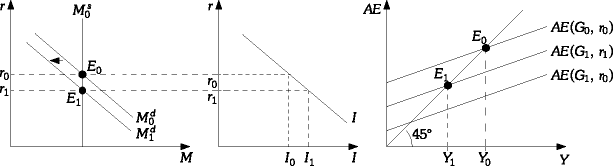 r
M₀ˢ
r₀
r₁
E₀
E₁
M₀ᵈ
M₁ᵈ
M
r
r₀
r₁
I
I₀
I₁
I
AE
AE(G₀, r₀)
AE(G₁, r₁)
AE(G₁, r₀)
E₀
E₁
45°
Y₁
Y₀
Y